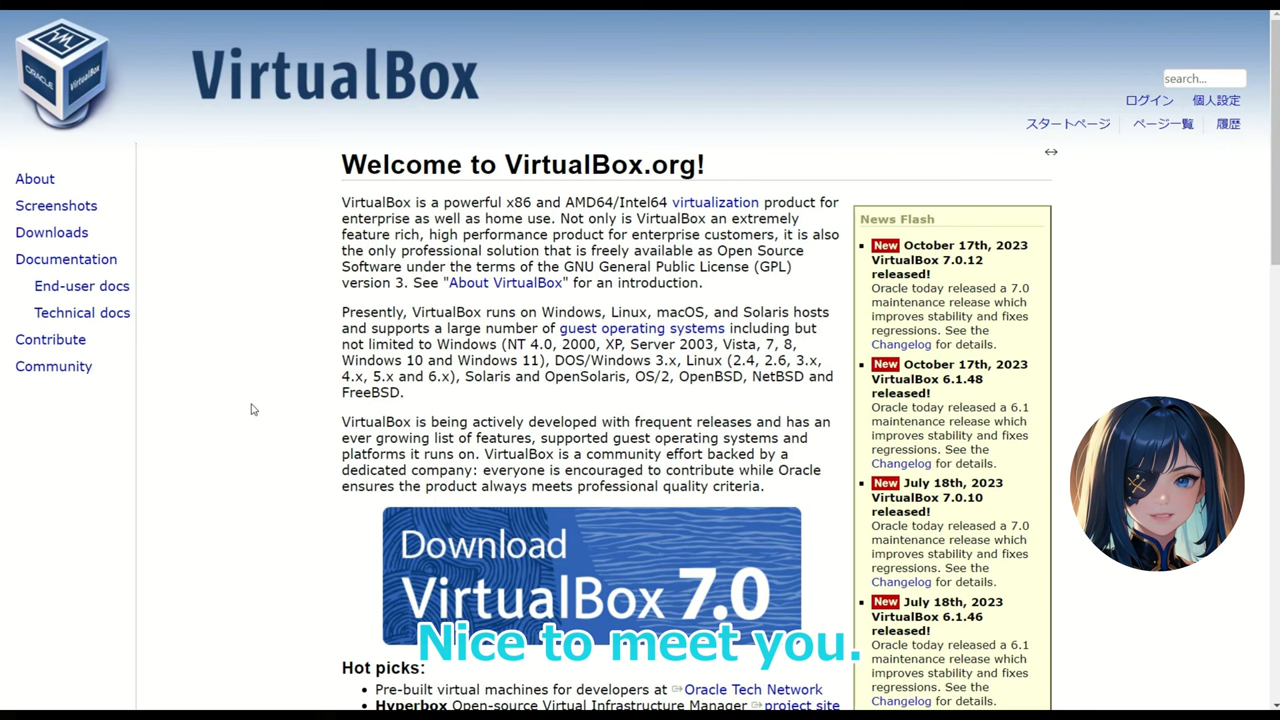 ORACLE
VirtualBox
VirtualBox
search...
ログイン 個人設定
スタートページ ページ一覧 履歴
About
Screenshots
Downloads
Documentation
End-user docs
Technical docs
Contribute
Community
Welcome to VirtualBox.org!
VirtualBox is a powerful x86 and AMD64/Intel64 virtualization product for
enterprise as well as home use. Not only is VirtualBox an extremely
feature rich, high performance product for enterprise customers, it is also
the only professional solution that is freely available as Open Source
Software under the terms of the GNU General Public License (GPL)
version 3. See "About VirtualBox" for an introduction.
Presently, VirtualBox runs on Windows, Linux, macOS, and Solaris hosts
and supports a large number of guest operating systems including but
not limited to Windows (NT 4.0, 2000, XP, Server 2003, Vista, 7, 8,
Windows 10 and Windows 11), DOS/Windows 3.x, Linux (2.4, 2.6, 3.x,
4.x, 5.x and 6.x), Solaris and OpenSolaris, OS/2, OpenBSD, NetBSD and
FreeBSD.
VirtualBox is being actively developed with frequent releases and has an
ever growing list of features, supported guest operating systems and
platforms it runs on. VirtualBox is a community effort backed by a
dedicated company: everyone is encouraged to contribute while Oracle
ensures the product always meets professional quality criteria.
Download
VirtualBox 7.0
Nice to meet you.
Hot picks:
Pre-built virtual machines for developers at Oracle Tech Network
Hyperbox Open-source Virtual Infrastructure Manager project site
News Flash
New October 17th, 2023
VirtualBox 7.0.12
released!
Oracle today released a 7.0
maintenance release which
improves stability and fixes
regressions. See the
Changelog for details.
New October 17th, 2023
VirtualBox 6.1.48
released!
Oracle today released a 6.1
maintenance release which
improves stability and fixes
regressions. See the
Changelog for details.
New July 18th, 2023
VirtualBox 7.0.10
released!
Oracle today released a 7.0
maintenance release which
improves stability and fixes
regressions. See the
Changelog for details.
New July 18th, 2023
VirtualBox 6.1.46
released!
Oracle today released a 6.1
maintenance release which
improves stability and fixes
regressions. See the
Changelog for details.